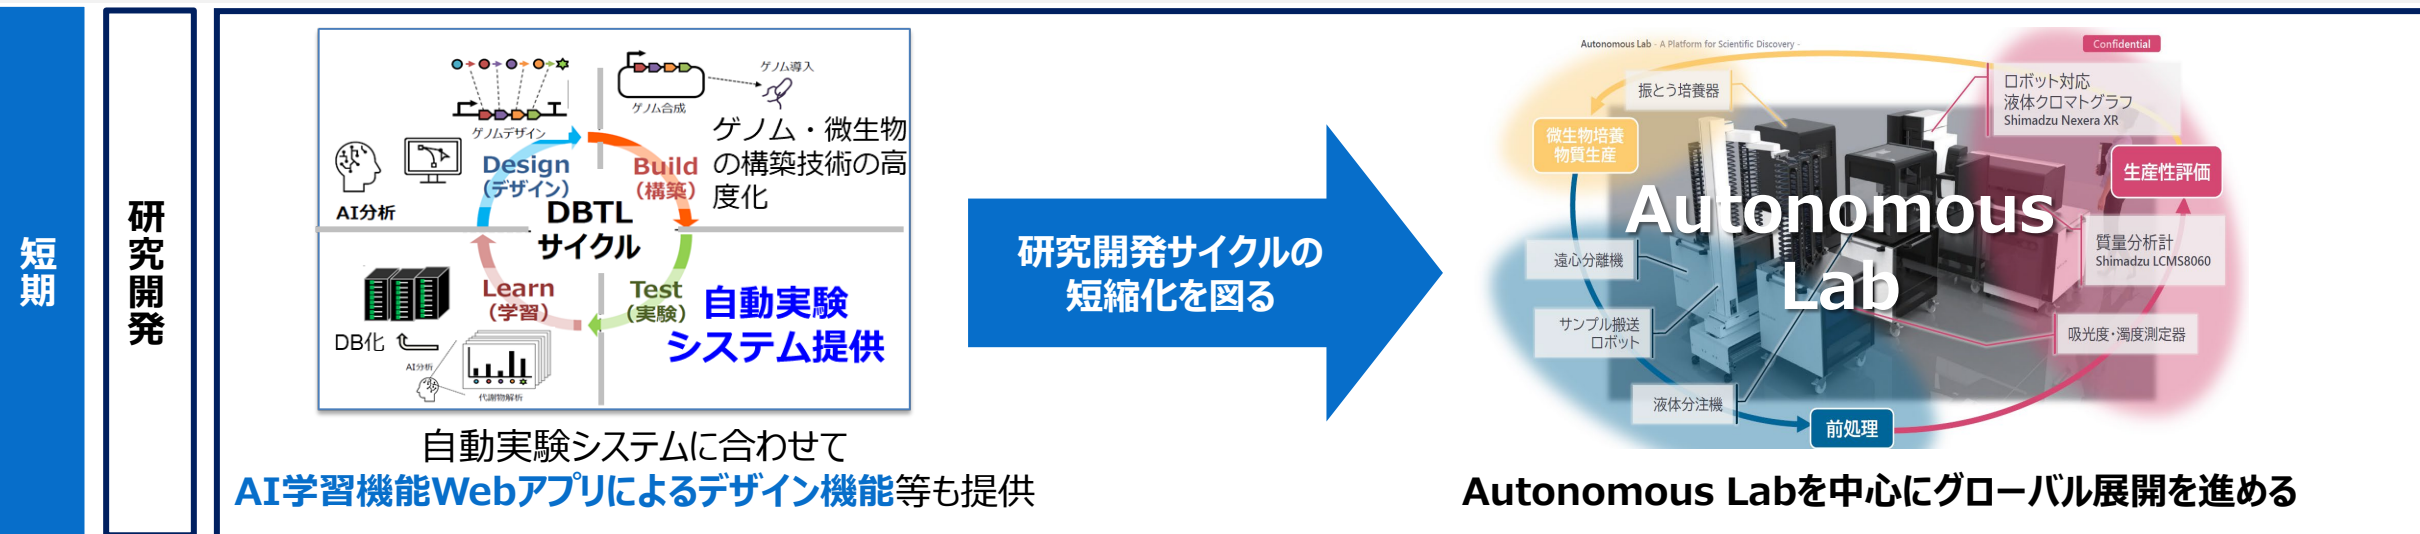 短期
研究開発
ゲノムデザイン
ゲノム合成
ゲノム導入
ゲノム・微生物
の構築技術の高
度化
AI分析
Design
(デザイン)
Build
(構築)
DBTL
サイクル
Learn
(学習)
Test
(実験)
自動実験
システム提供
DB化
AI分析
代謝物解析
自動実験システムに合わせて
AI学習機能Webアプリによるデザイン機能等も提供
研究開発サイクルの
短縮化を図る
Autonomous Lab - A Platform for Scientific Discovery -
Confidential
振とう培養器
ロボット対応
液体クロマトグラフ
Shimadzu Nexera XR
微生物培養
物質生産
生産性評価
Autonomous
Lab
遠心分離機
質量分析計
Shimadzu LCMS8060
サンプル搬送
ロボット
吸光度・濁度測定器
液体分注機
前処理
Autonomous Labを中心にグローバル展開を進める